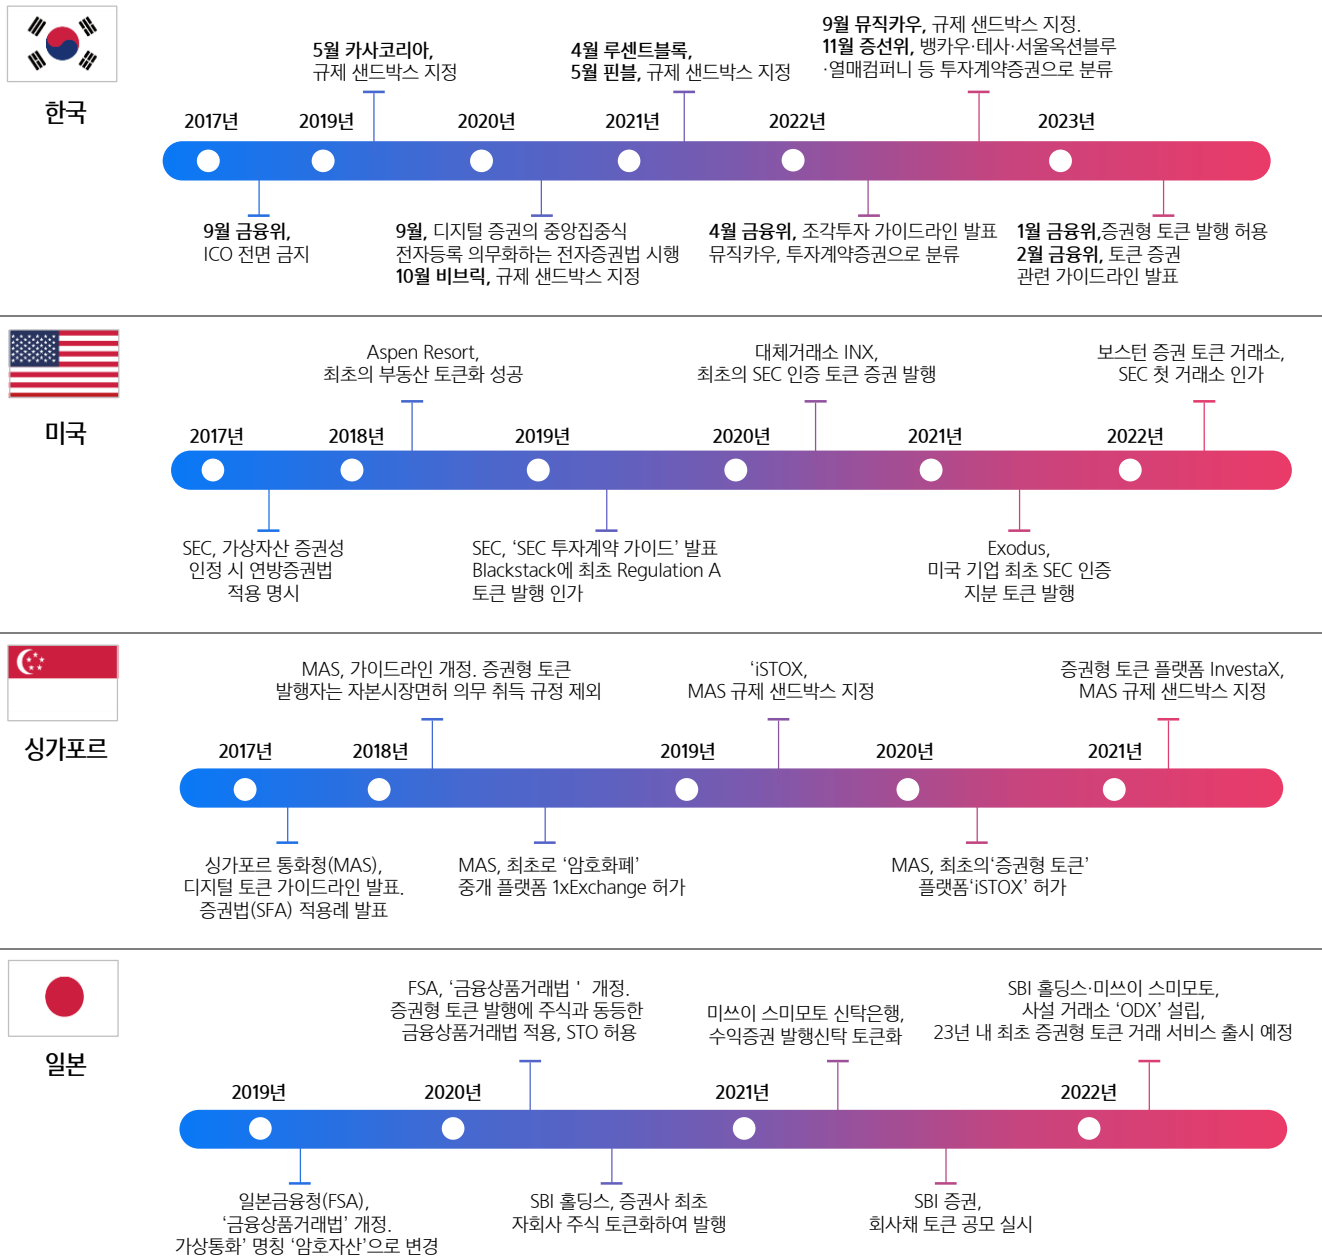 한국
5월 카사코리아,
규제 샌드박스 지정
4월 루센트블록,
5월 핀블, 규제 샌드박스 지정
9월 뮤직카우, 규제 샌드박스 지정.
11월 증선위, 뱅카우·테사·서울옥션블루
·열매컴퍼니 등 투자계약증권으로 분류
2017년
2019년
2020년
2021년
2022년
2023년
9월 금융위,
ICO 전면 금지
9월, 디지털 증권의 중앙집중식
전자등록 의무화하는 전자증권법 시행
10월 비브릭, 규제 샌드박스 지정
4월 금융위, 조각투자 가이드라인 발표
뮤직카우, 투자계약증권으로 분류
1월 금융위,증권형 토큰 발행 허용
2월 금융위, 토큰 증권
관련 가이드라인 발표
미국
Aspen Resort,
최초의 부동산 토큰화 성공
대체거래소 INX,
최초의 SEC 인증 토큰 증권 발행
보스턴 증권 토큰 거래소,
SEC 첫 거래소 인가
2017년
2018년
2019년
2020년
2021년
2022년
SEC, 가상자산 증권성
인정 시 연방증권법
적용 명시
SEC, ‘SEC 투자계약 가이드’ 발표
Blackstack에 최초 Regulation A
토큰 발행 인가
Exodus,
미국 기업 최초 SEC 인증
지분 토큰 발행
싱가포르
MAS, 가이드라인 개정. 증권형 토큰
발행자는 자본시장면허 의무 취득 규정 제외
‘iSTOX,
MAS 규제 샌드박스 지정
증권형 토큰 플랫폼 InvestaX,
MAS 규제 샌드박스 지정
2017년
2018년
2019년
2020년
2021년
싱가포르 통화청(MAS),
디지털 토큰 가이드라인 발표.
증권법(SFA) 적용례 발표
MAS, 최초로 ‘암호화폐’
중개 플랫폼 1xExchange 허가
MAS, 최초의‘증권형 토큰’
플랫폼‘iSTOX’ 허가
일본
FSA, ‘금융상품거래법 ' 개정.
증권형 토큰 발행에 주식과 동등한
금융상품거래법 적용, STO 허용
미쓰이 스미모토 신탁은행,
수익증권 발행신탁 토큰화
SBI 홀딩스·미쓰이 스미모토,
사설 거래소 ‘ODX’ 설립,
23년 내 최초 증권형 토큰 거래 서비스 출시 예정
2019년
2020년
2021년
2022년
일본금융청(FSA),
‘금융상품거래법’ 개정.
가상통화’ 명칭 ‘암호자산’으로 변경
SBI 홀딩스, 증권사 최초
자회사 주식 토큰화하여 발행
SBI 증권,
회사채 토큰 공모 실시